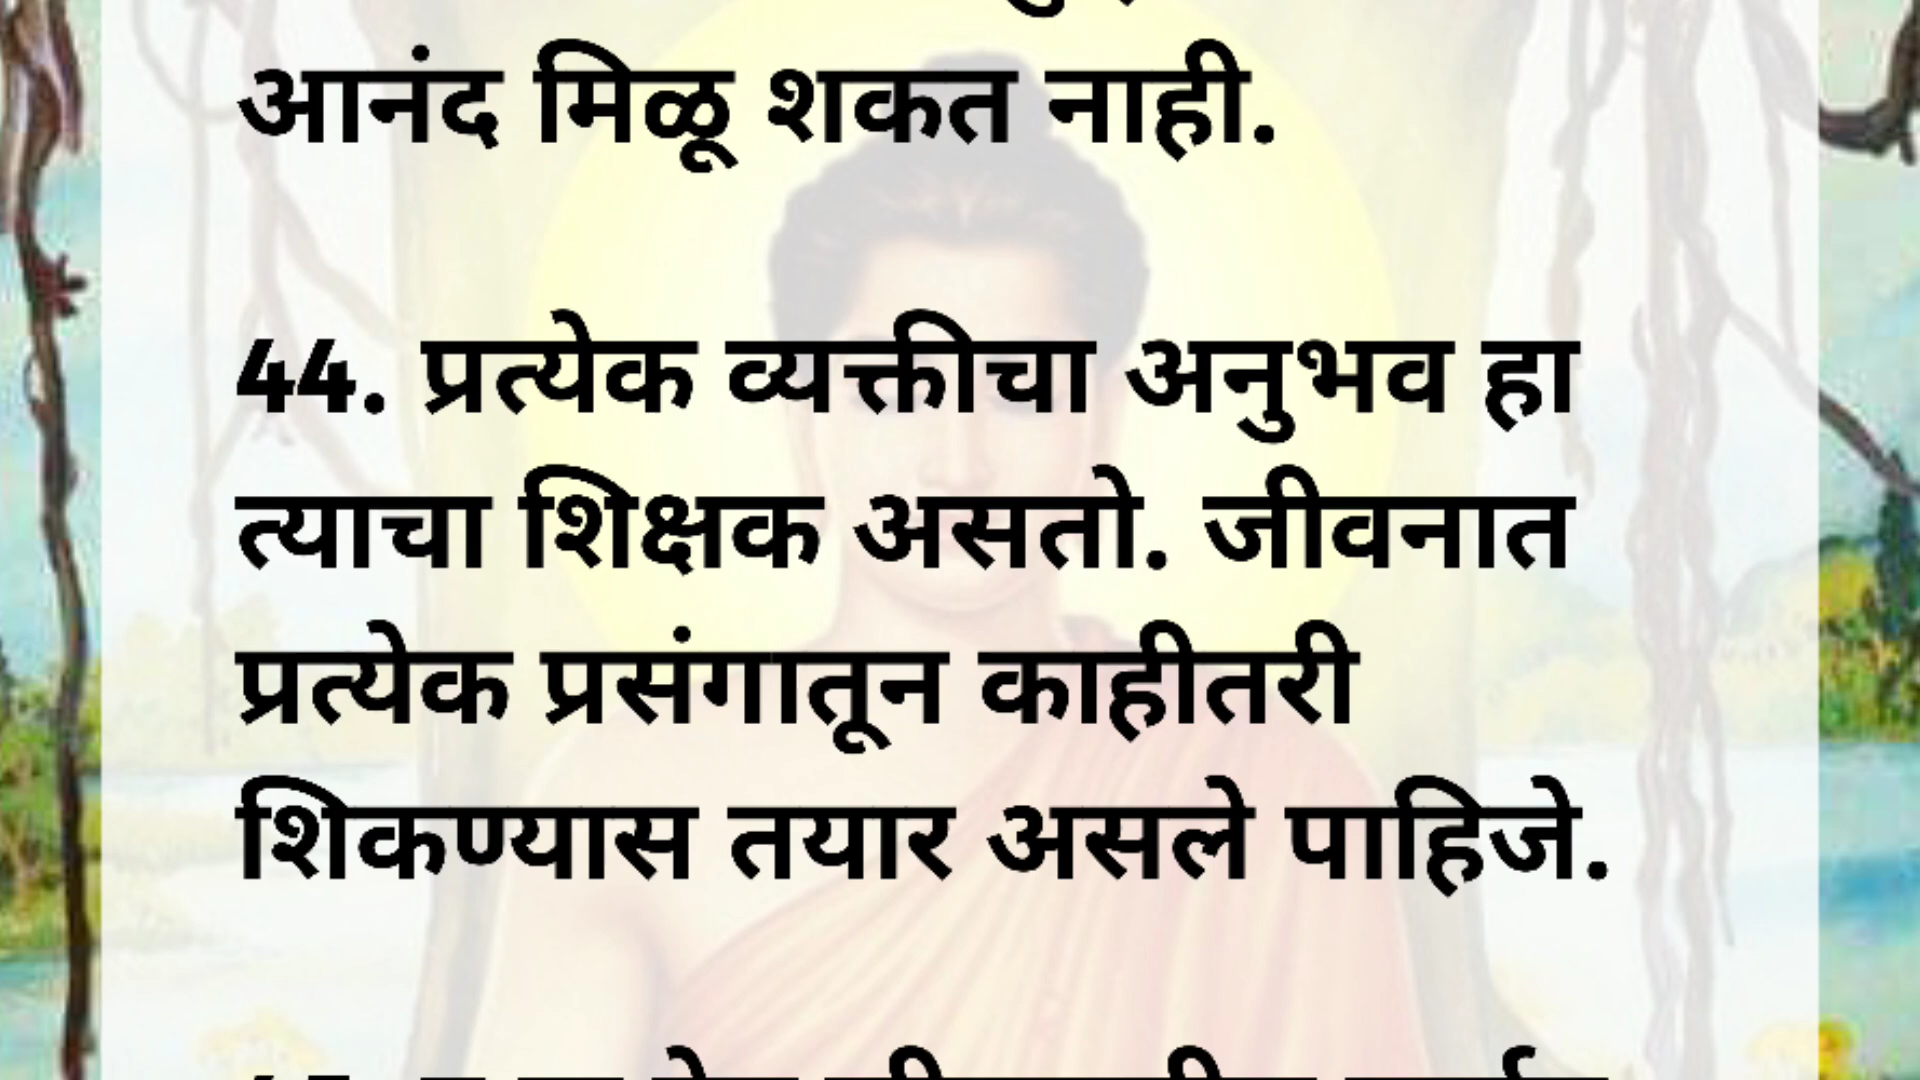 आनंद मिळू शकत नाही.
44. प्रत्येक व्यक्तीचा अनुभव हा
त्याचा शिक्षक असतो. जीवनात
प्रत्येक प्रसंगातून काहीतरी
शिकण्यास तयार असले पाहिजे.